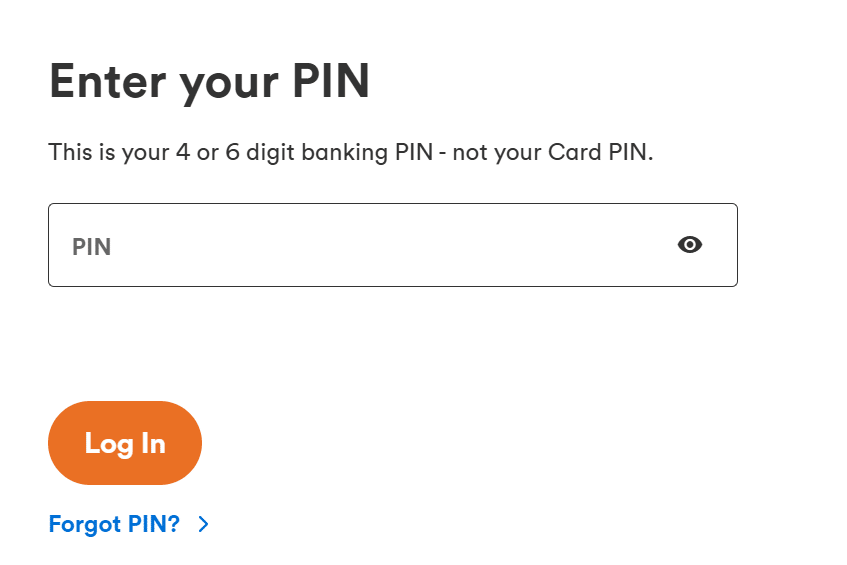 Enter your PIN
This is your 4 or 6 digit banking PIN - not your Card PIN.
PIN
Log In
Forgot PIN?